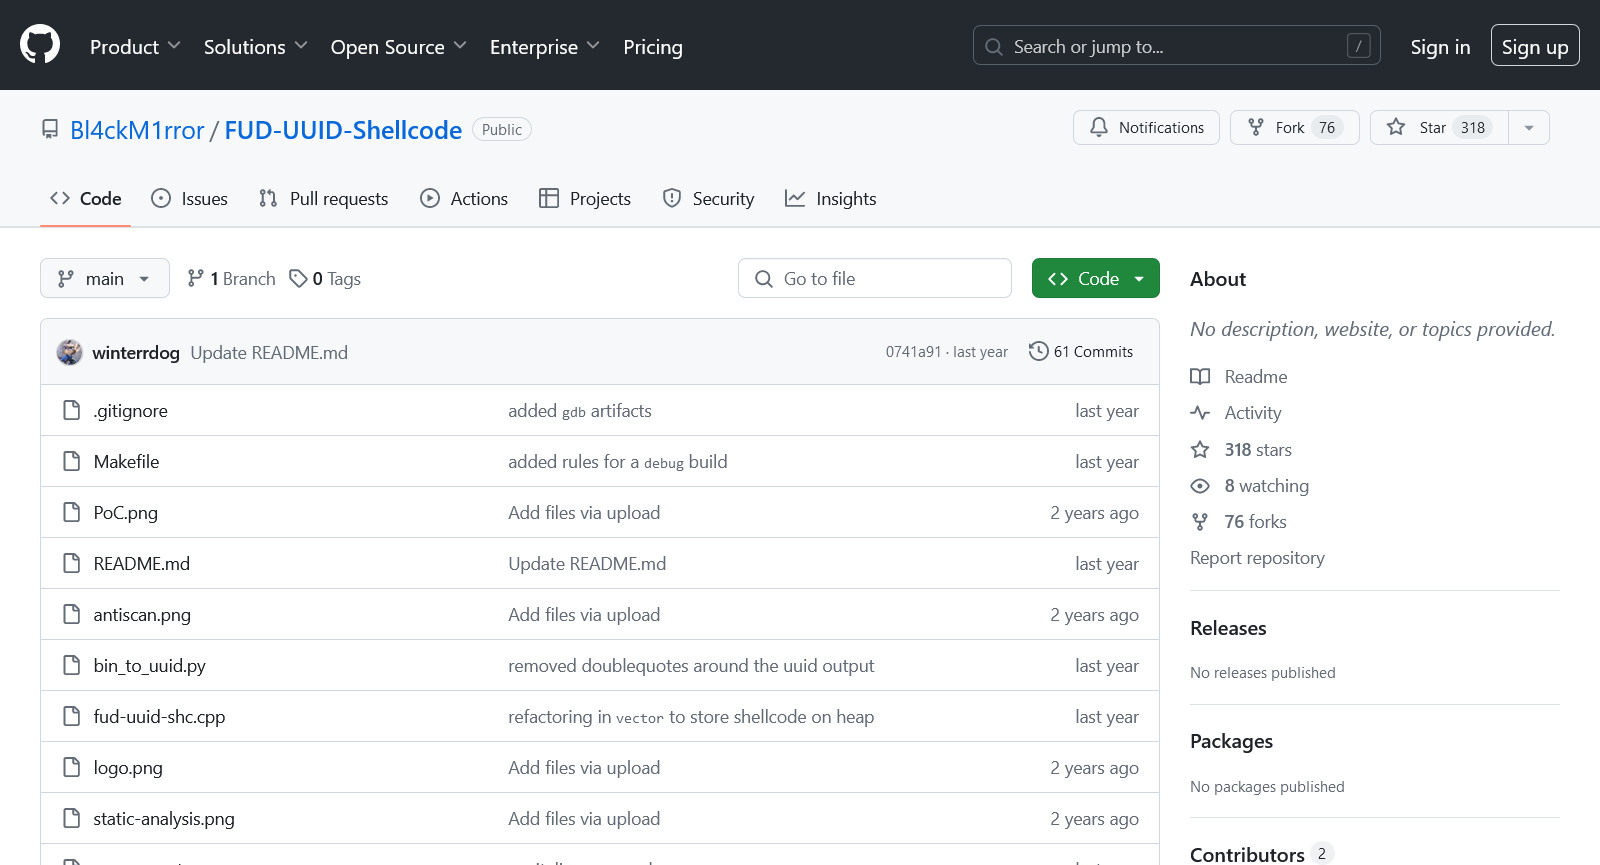 Product Solutions Open Source Enterprise Pricing Search or jump to... / Sign in Sign up
Bl4ckM1rror / FUD-UUID-Shellcode Public Notifications Fork 76 Star 318
Code Issues Pull requests Actions Projects Security Insights
main 1 Branch 0 Tags Go to file Code
winterrdog Update README.md 0741a91 · last year 61 Commits
.gitignore added gdb artifacts last year
Makefile added rules for a debug build last year
PoC.png Add files via upload 2 years ago
README.md Update README.md last year
antiscan.png Add files via upload 2 years ago
bin_to_uuid.py removed doublequotes around the uuid output last year
fud-uuid-shc.cpp refactoring in vector to store shellcode on heap last year
logo.png Add files via upload 2 years ago
static-analysis.png Add files via upload 2 years ago
About
No description, website, or topics provided.
Readme
Activity
318 stars
8 watching
76 forks
Report repository
Releases
No releases published
Packages
No packages published
Contributors 2